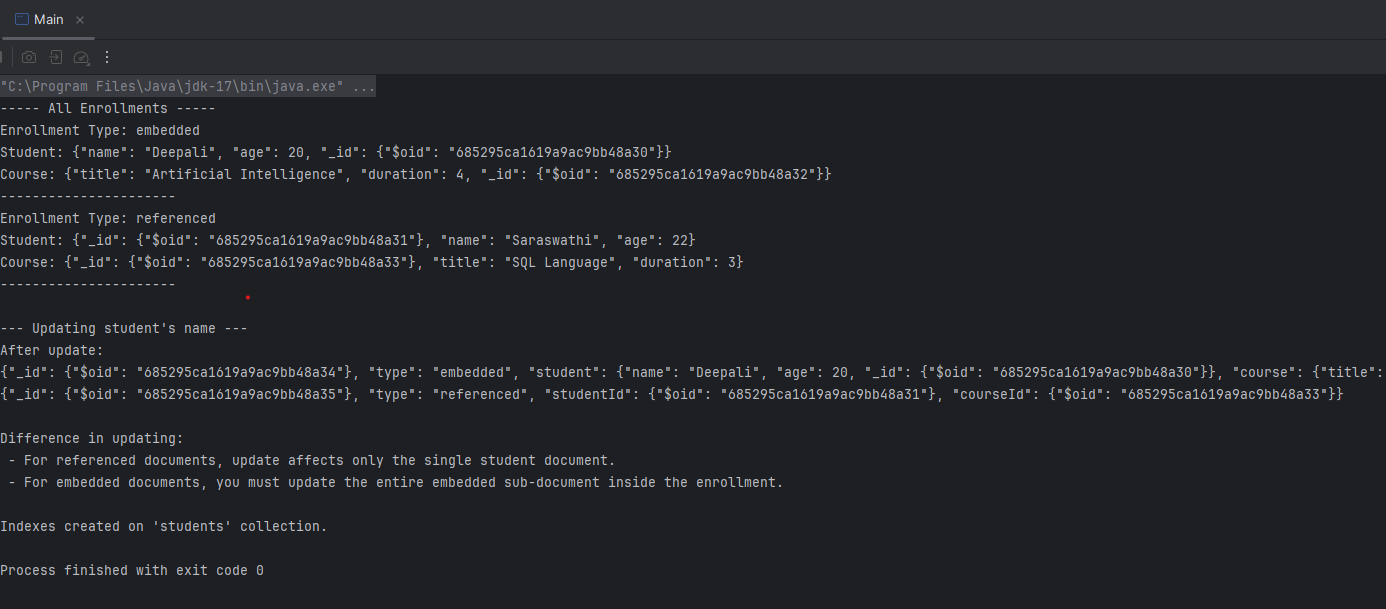 Main
"C:\Program Files\Java\jdk-17\bin\java.exe" ...
----- All Enrollments -----
Enrollment Type: embedded
Student: {"name": "Deepali", "age": 20, "_id": {"$oid": "685295ca1619a9ac9bb48a30"}}
Course: {"title": "Artificial Intelligence", "duration": 4, "_id": {"$oid": "685295ca1619a9ac9bb48a32"}}
----------------------
Enrollment Type: referenced
Student: {"_id": {"$oid": "685295ca1619a9ac9bb48a31"}, "name": "Saraswathi", "age": 22}
Course: {"_id": {"$oid": "685295ca1619a9ac9bb48a33"}, "title": "SQL Language", "duration": 3}
----------------------
--- Updating student's name ---
After update:
{"_id": {"$oid": "685295ca1619a9ac9bb48a34"}, "type": "embedded", "student": {"name": "Deepali", "age": 20, "_id": {"$oid": "685295ca1619a9ac9bb48a30"}}, "course": {"title":
{"_id": {"$oid": "685295ca1619a9ac9bb48a35"}, "type": "referenced", "studentId": {"$oid": "685295ca1619a9ac9bb48a31"}, "courseId": {"$oid": "685295ca1619a9ac9bb48a33"}}
Difference in updating:
- For referenced documents, update affects only the single student document.
- For embedded documents, you must update the entire embedded sub-document inside the enrollment.
Indexes created on 'students' collection.
Process finished with exit code 0